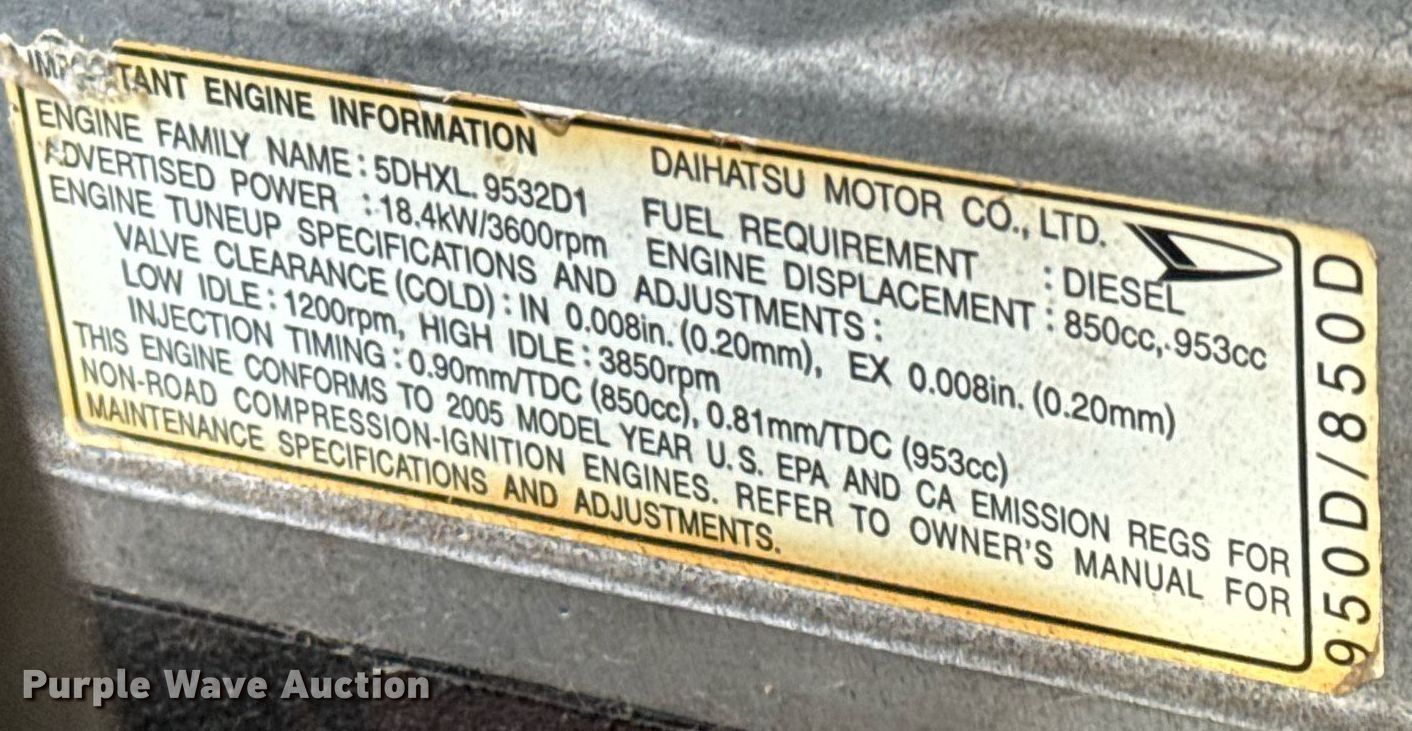 IMPORTANT ENGINE INFORMATION DAIHATSU MOTOR CO., LTD.
ENGINE FAMILY NAME : 5DHXL. 9532D1 FUEL REQUIREMENT : DIESEL
ADVERTISED POWER : 18.4kW/3600rpm ENGINE DISPLACEMENT : 850cc, 953cc
ENGINE TUNEUP SPECIFICATIONS AND ADJUSTMENTS :
VALVE CLEARANCE (COLD) : IN 0.008in. (0.20mm), EX 0.008in. (0.20mm)
LOW IDLE : 1200rpm, HIGH IDLE : 3850rpm
INJECTION TIMING : 0.90mm/TDC (850cc), 0.81mm/TDC (953cc)
THIS ENGINE CONFORMS TO 2005 MODEL YEAR U.S. EPA AND CA EMISSION REGS FOR
NON-ROAD COMPRESSION-IGNITION ENGINES. REFER TO OWNER'S MANUAL FOR
MAINTENANCE SPECIFICATIONS AND ADJUSTMENTS.
950D/850D
Purple Wave Auction